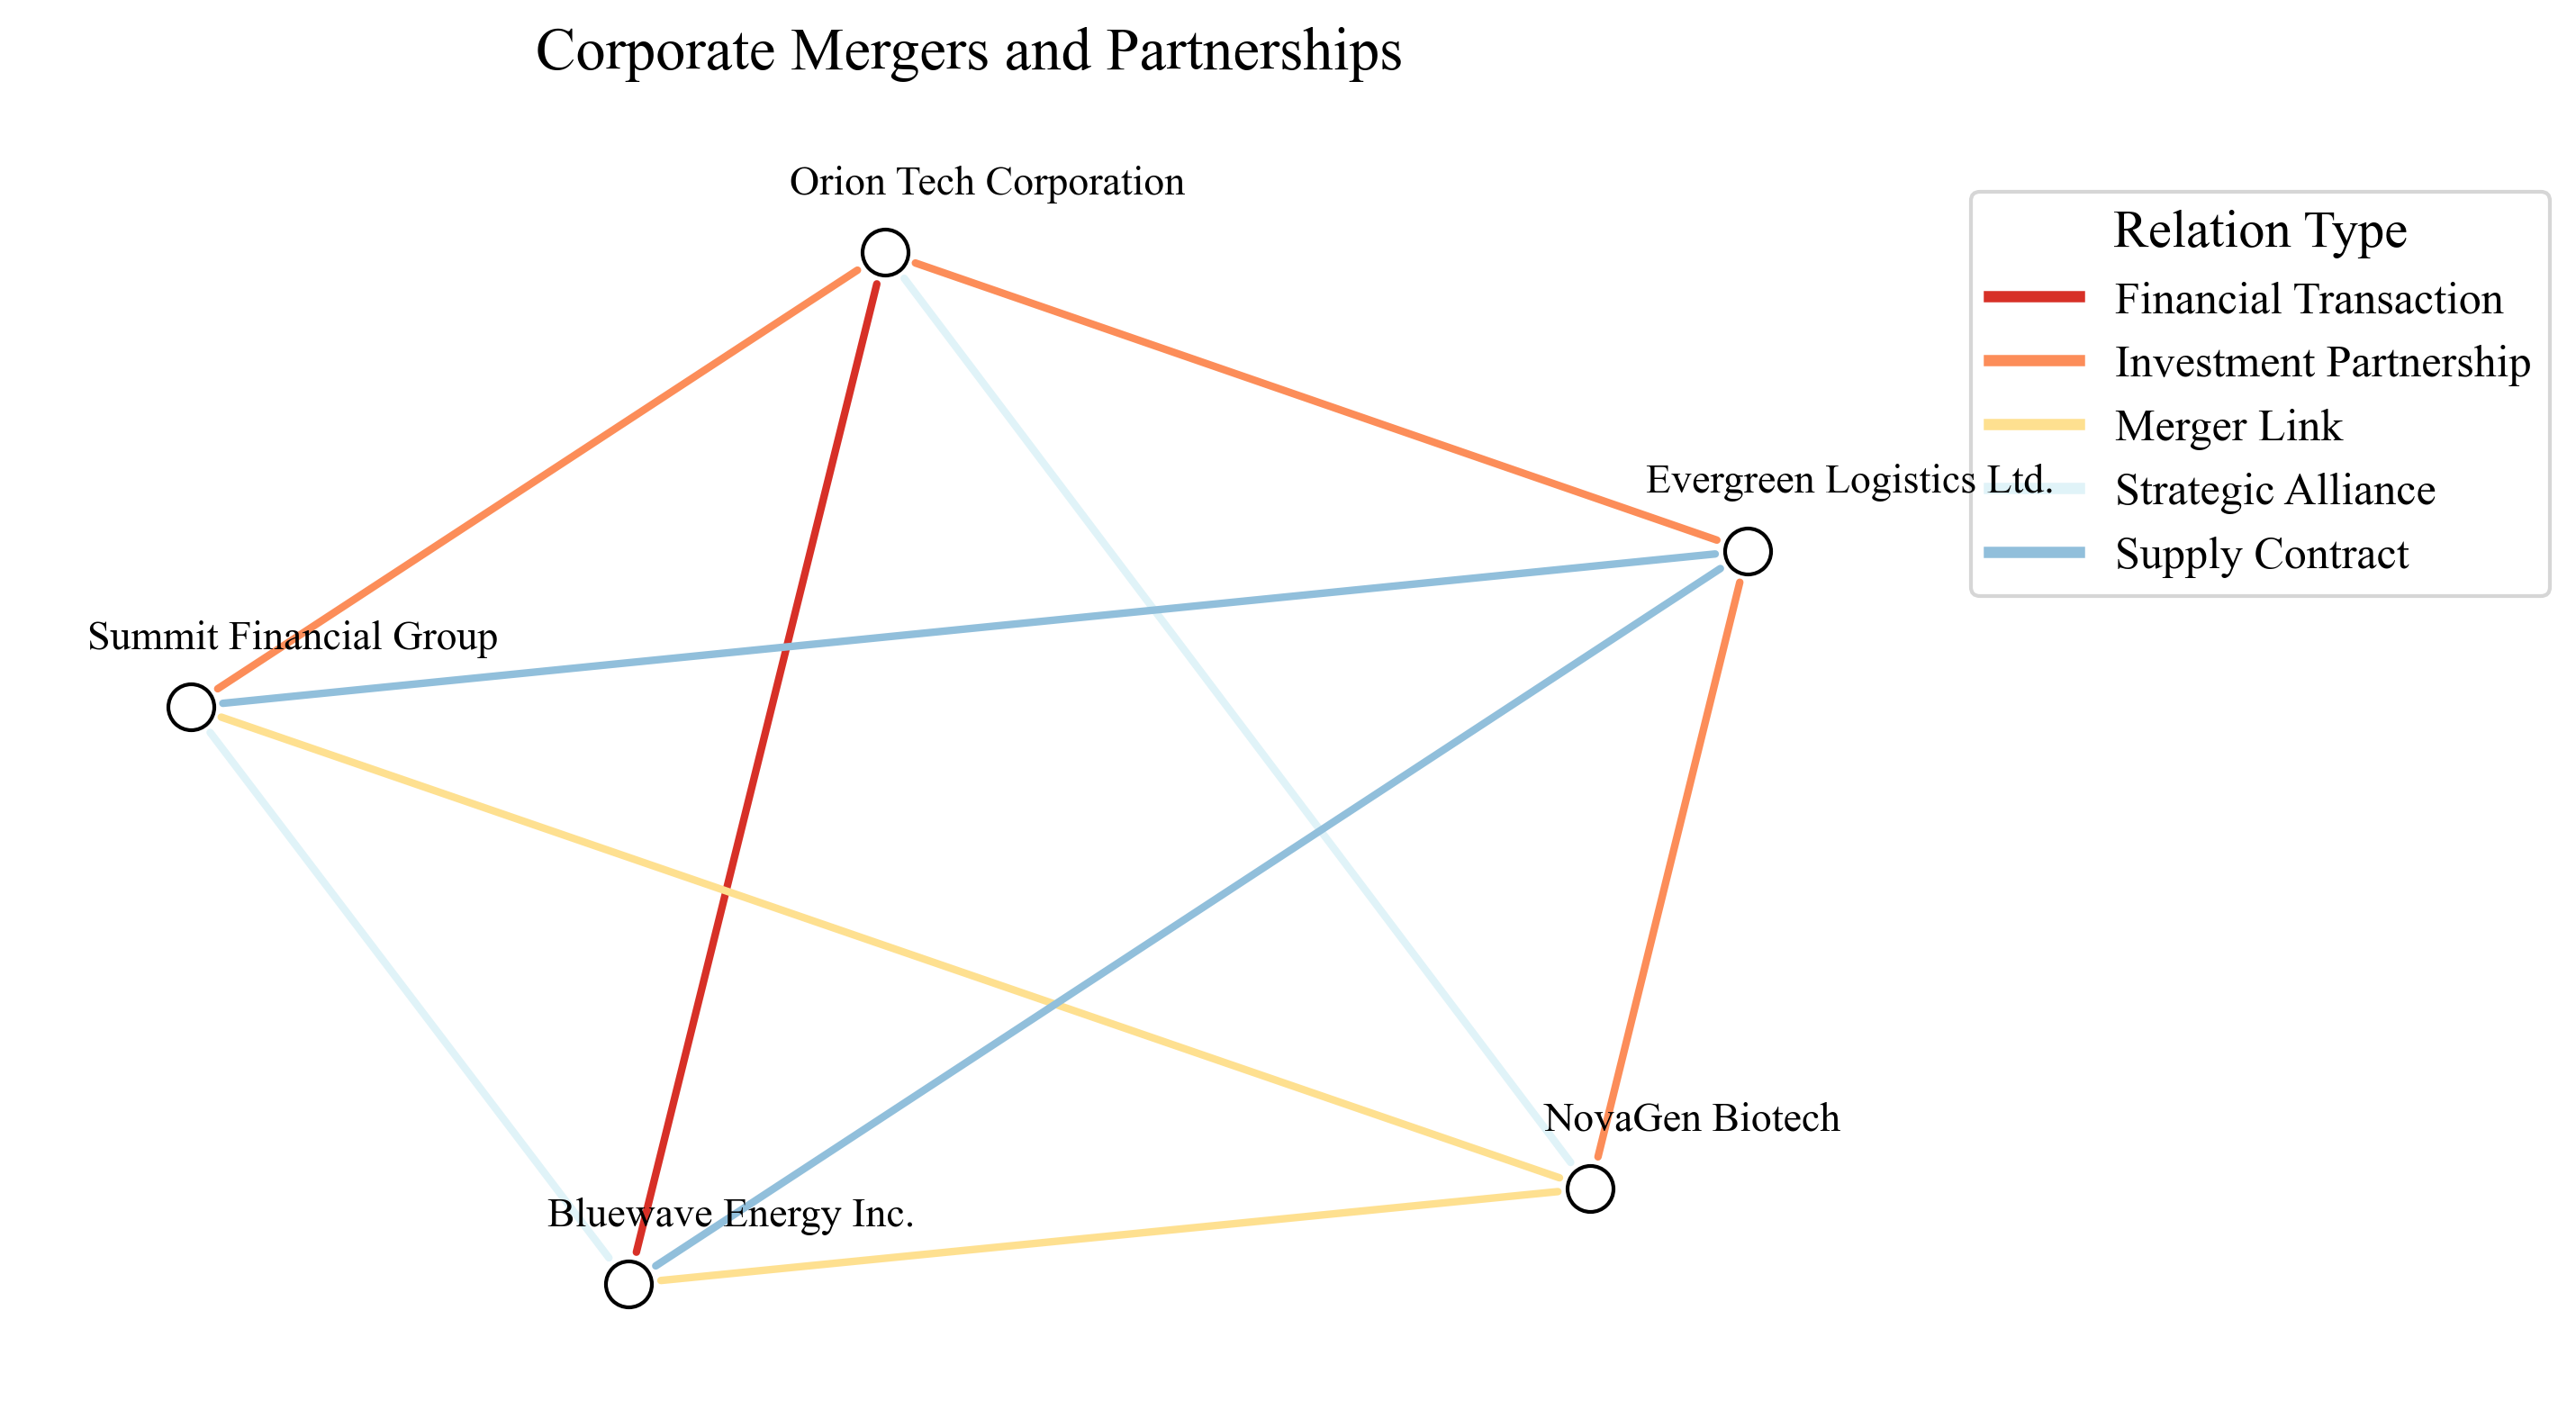 Corporate Mergers and Partnerships
Orion Tech Corporation
Relation Type
Financial Transaction
Investment Partnership
Merger Link
Strategic Alliance
Supply Contract
Evergreen Logistics Ltd.
Summit Financial Group
NovaGen Biotech
Bluewave Energy Inc.